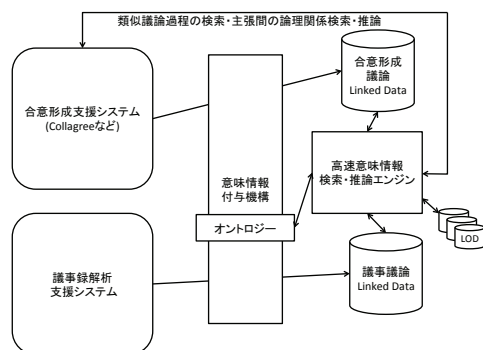 類似議論過程の検索・主張間の論理関係検索・推論
合意形成支援システム
(Collagreeなど)
合意形成
議論
Linked Data
意味情報
付与機構
高速意味情報
検索・推論エンジン
オントロジー
LOD
議事録解析
支援システム
議事議論
Linked Data